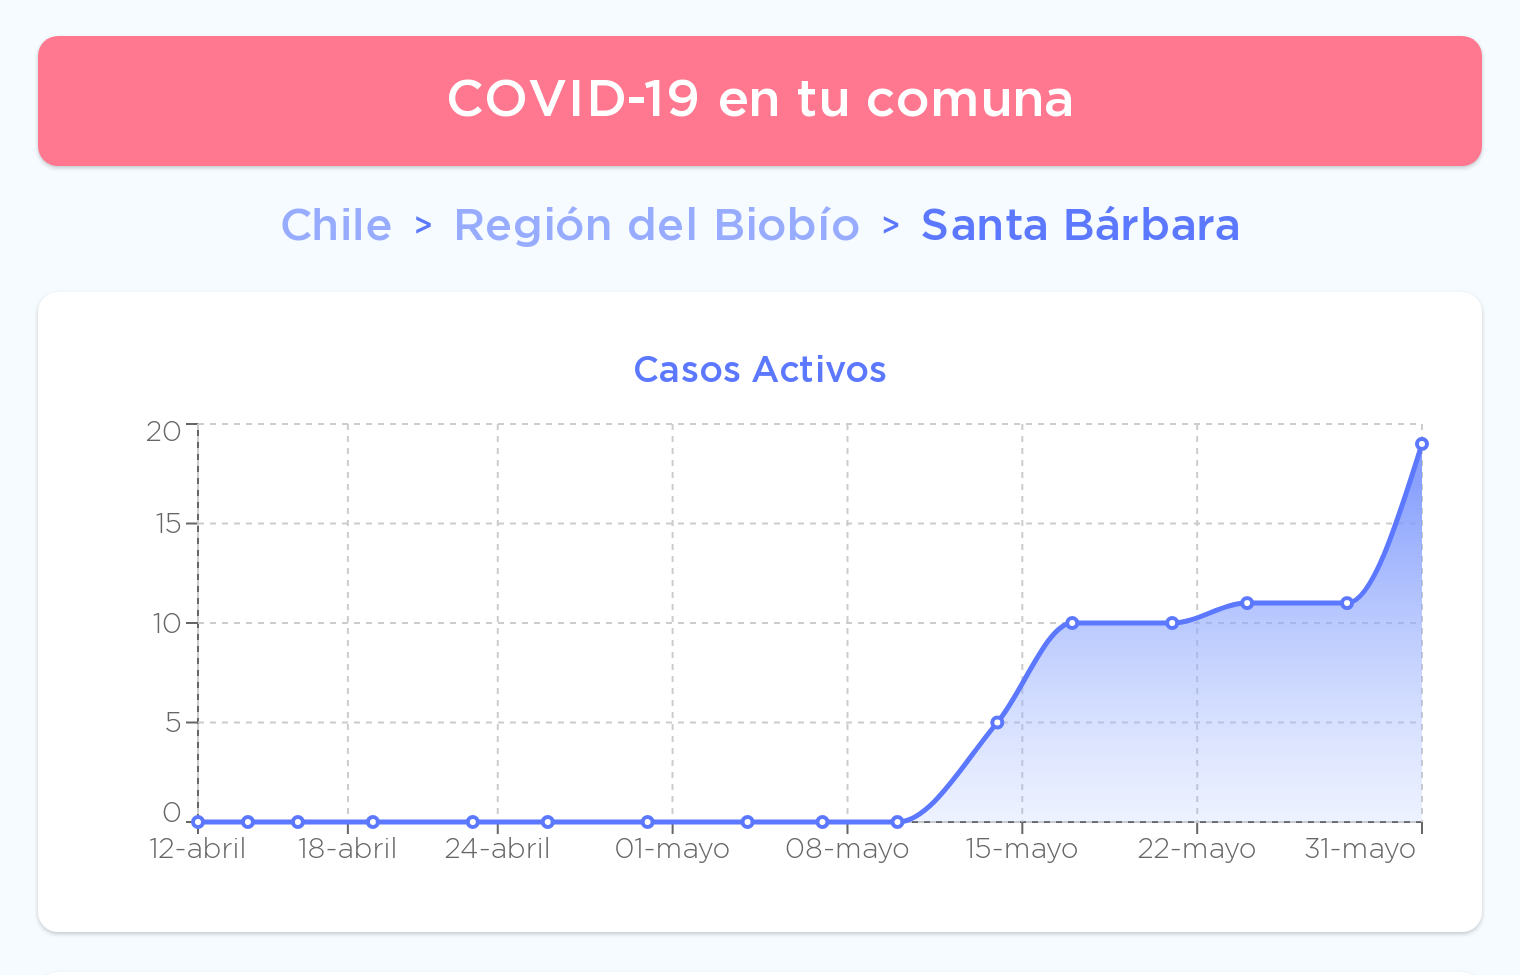 COVID-19 en tu comuna
Chile > Región del Biobío > Santa Bárbara
Casos Activos
20
15
10
5
0
12-abril 18-abril 24-abril 01-mayo 08-mayo 15-mayo 22-mayo 31-mayo